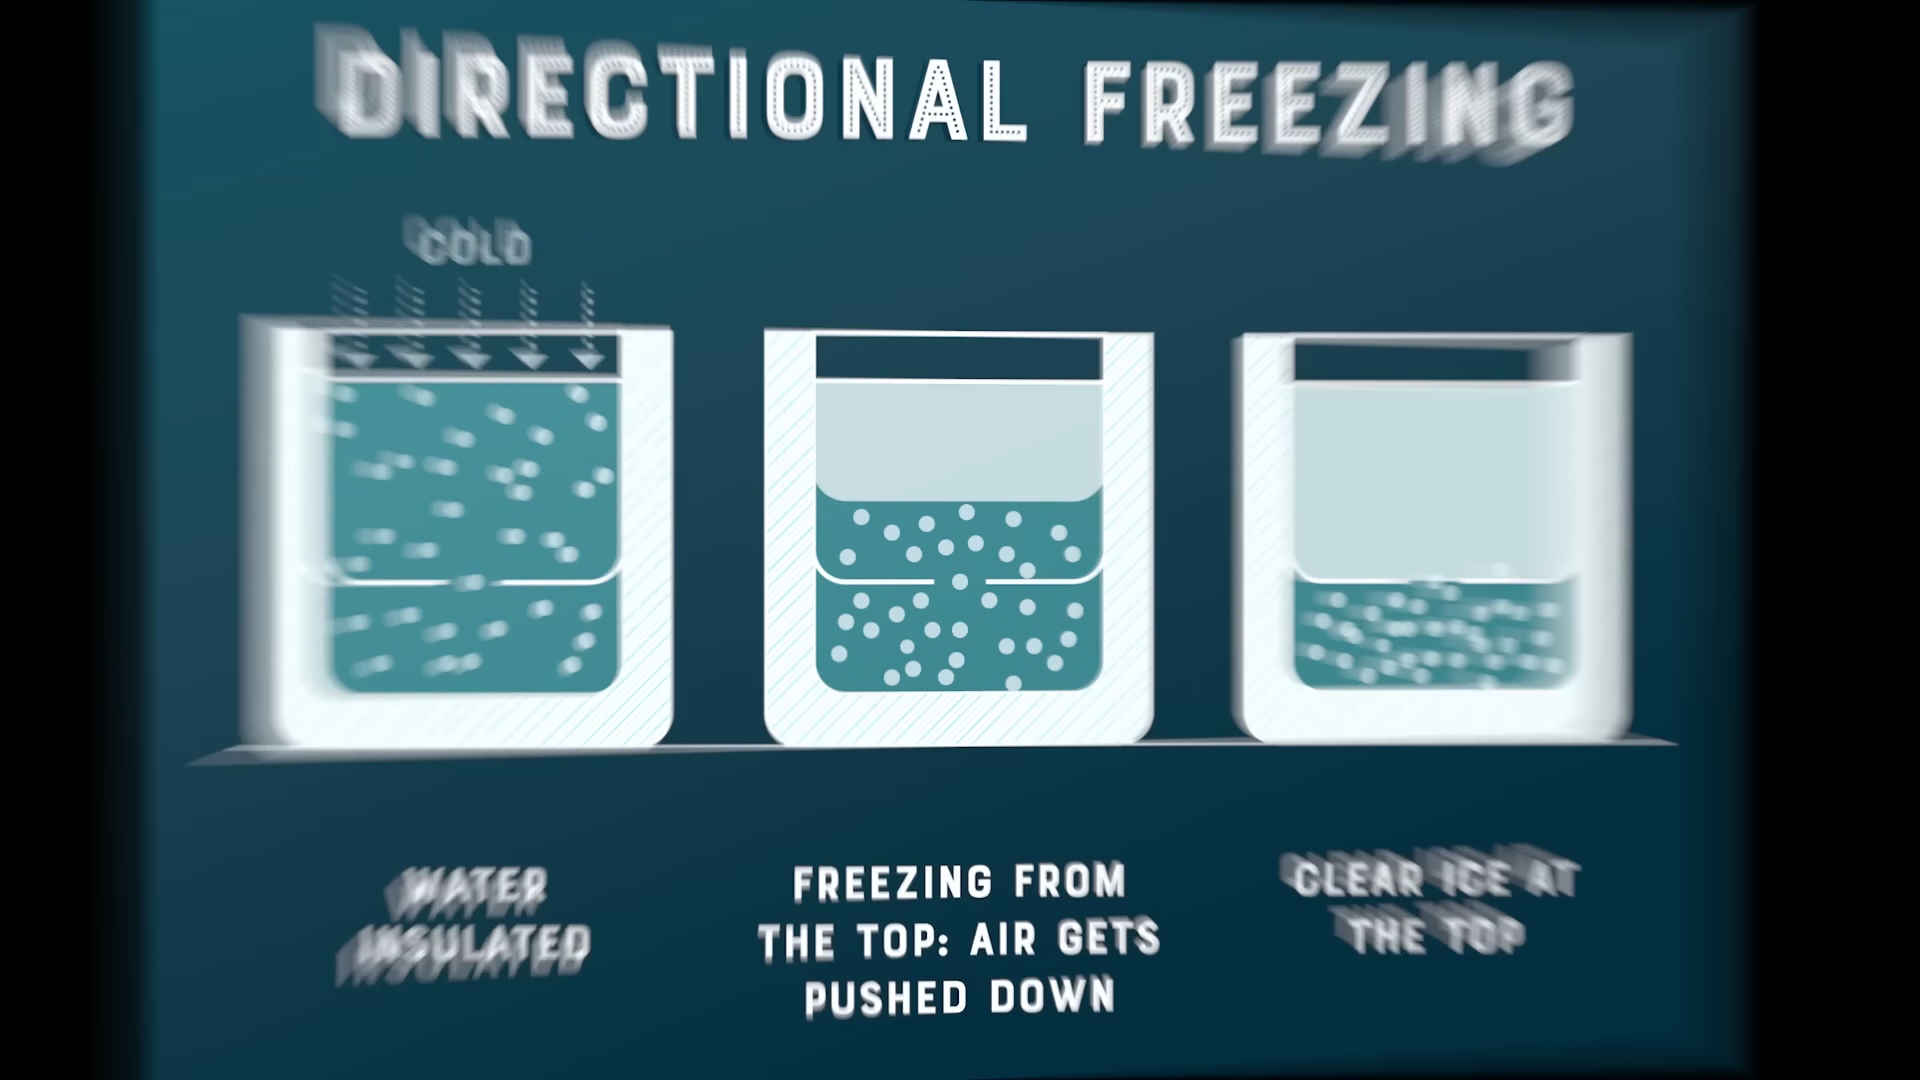 DIRECTIONAL FREEZING
COLD
WATER
INSULATED
FREEZING FROM
THE TOP: AIR GETS
PUSHED DOWN
CLEAR ICE AT
THE TOP